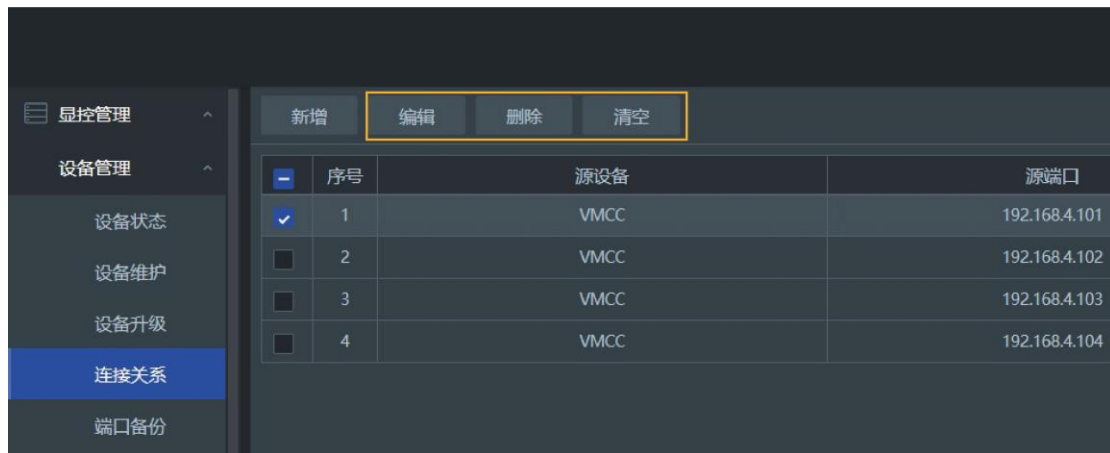 显控管理
设备管理
设备状态
设备维护
设备升级
连接关系
端口备份
新增 编辑 删除 清空
序号 源设备 源端口
1 VMCC 192.168.4.101
2 VMCC 192.168.4.102
3 VMCC 192.168.4.103
4 VMCC 192.168.4.104